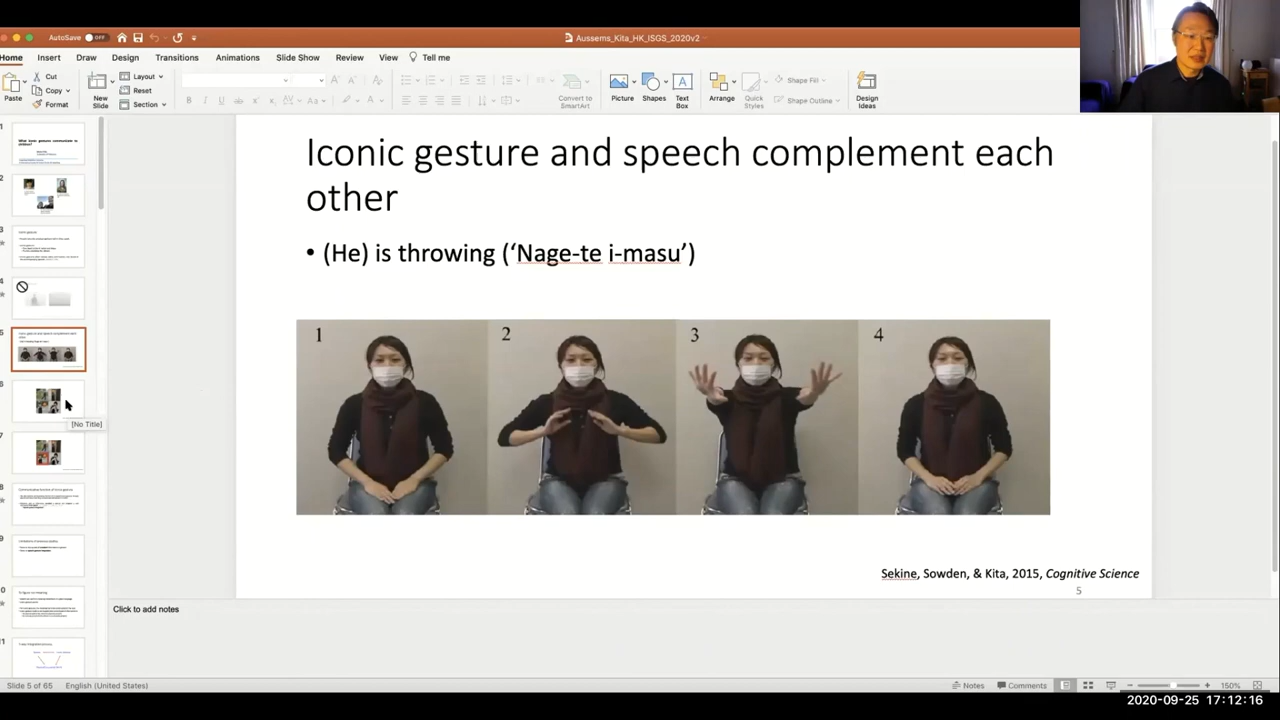 AutoSave OFF
Aussems_Kita_HK_ISGS_2020v2
Home Insert Draw Design Transitions Animations Slide Show Review View Tell me
Paste
Cut
Copy
Format
New Slide
Layout
Reset
Section
Convert to SmartArt
Picture
Shapes
Text Box
Arrange
Quick Styles
Shape Fill
Shape Outline
Design Ideas
Iconic gesture and speech complement each
other
• (He) is throwing ('Nage-te i-masu')
1 2 3 4
Sekine, Sowden, & Kita, 2015, Cognitive Science
5
[No Title]
Click to add notes
Slide 5 of 65 English (United States) Notes Comments 150%
2020-09-25 17:12:16